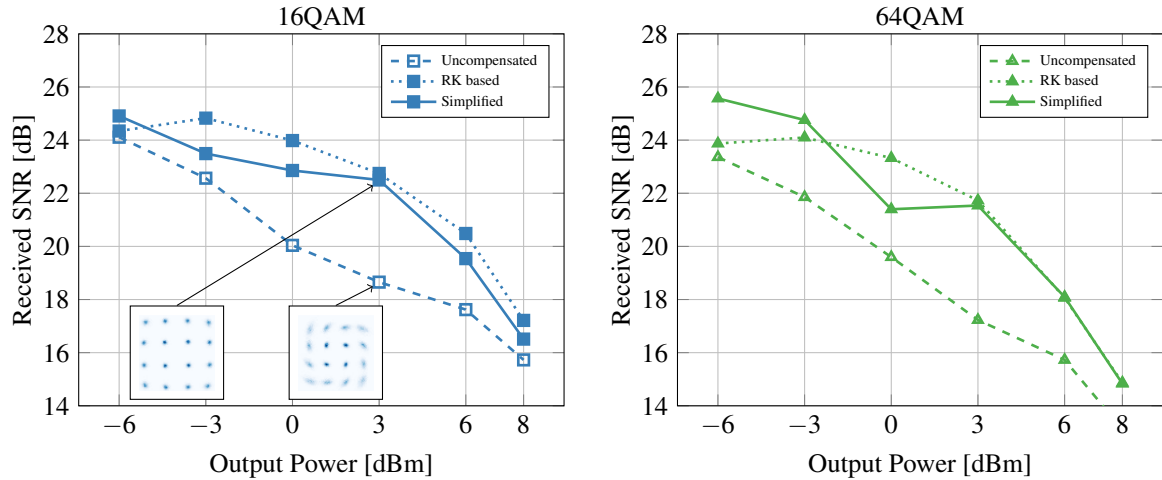 16QAM
28
26
24
22
20
18
16
14
Received SNR [dB]
Uncompensated
RK based
Simplified
−6
−3
0
3
6
8
Output Power [dBm]
64QAM
28
26
24
22
20
18
16
14
Received SNR [dB]
Uncompensated
RK based
Simplified
−6
−3
0
3
6
8
Output Power [dBm]